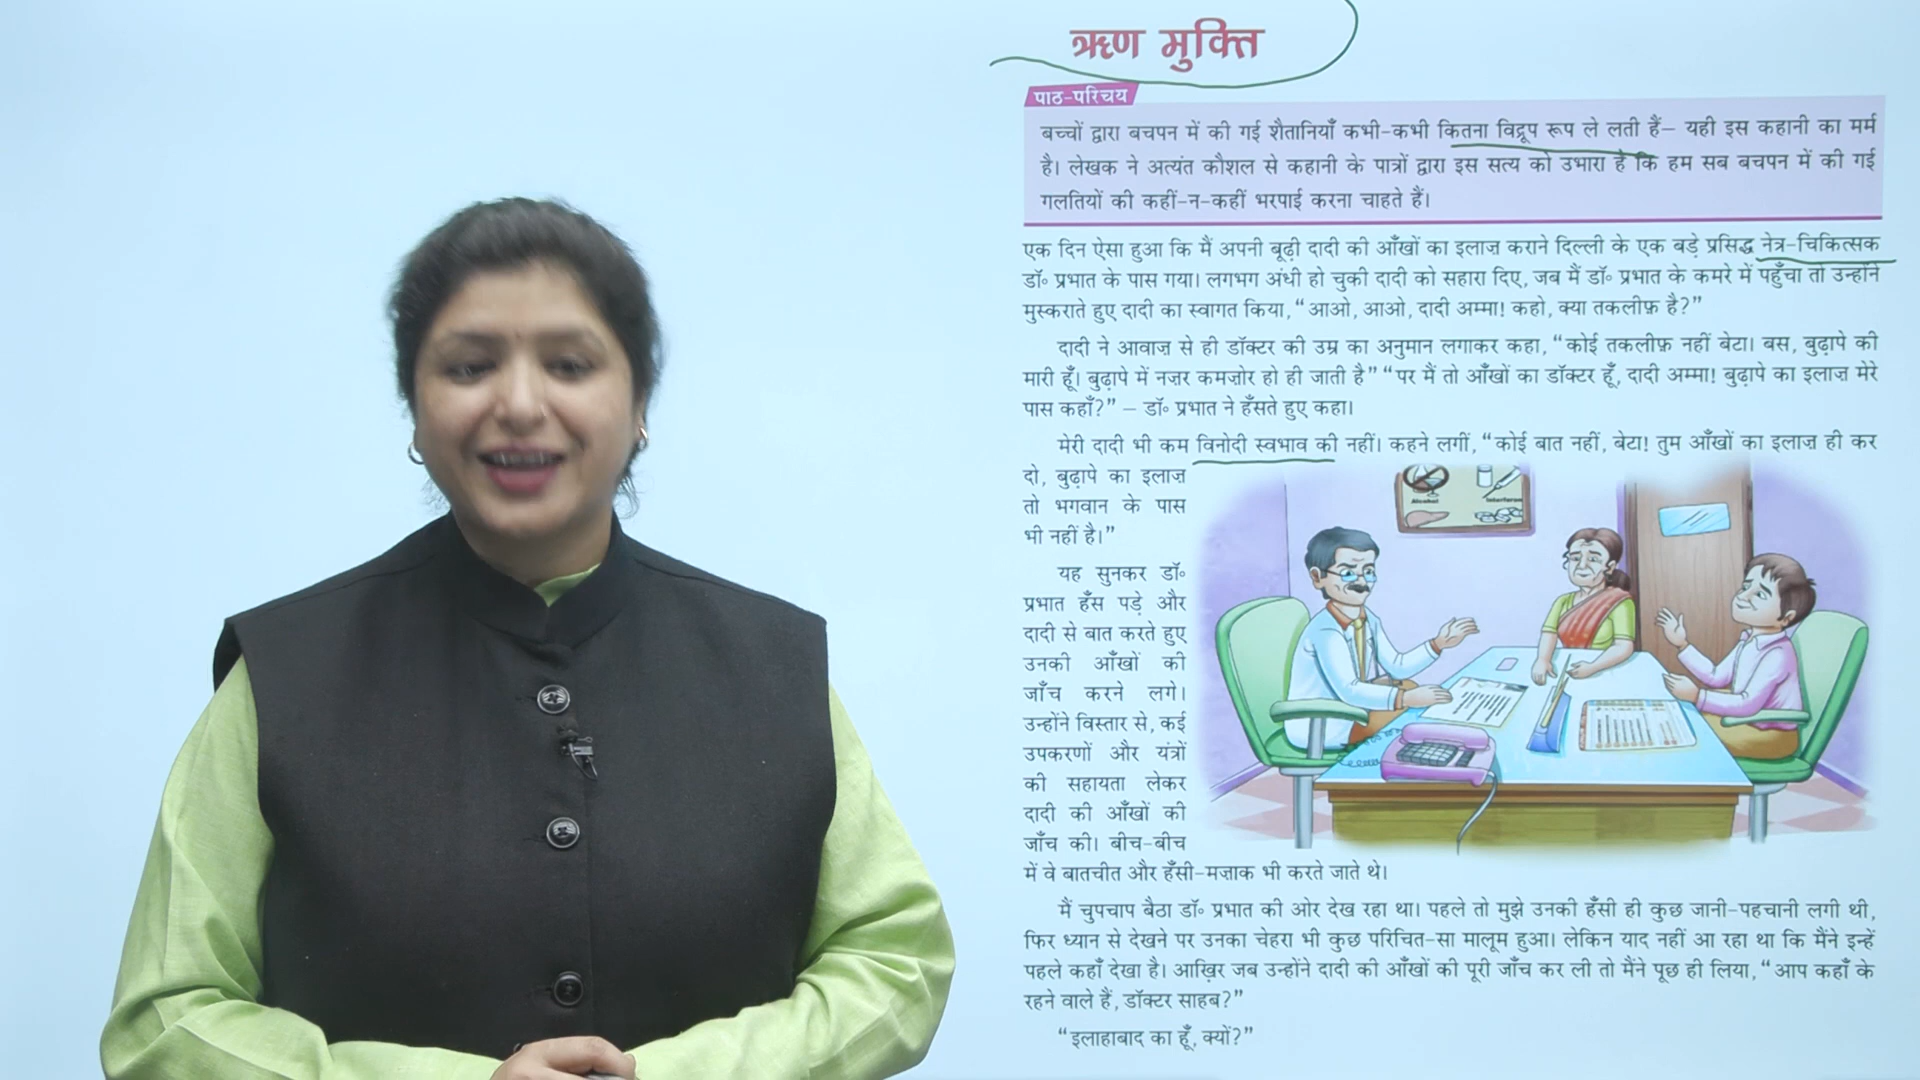 ऋण मुक्ति
पाठ-परिचय
बच्चों द्वारा बचपन में की गई शैतानियाँ कभी-कभी कितना विद्रूप रूप ले लती हैं– यही इस कहानी का मर्म
है। लेखक ने अत्यंत कौशल से कहानी के पात्रों द्वारा इस सत्य को उभारा है कि हम सब बचपन में की गई
गलतियों की कहीं-न-कहीं भरपाई करना चाहते हैं।
एक दिन ऐसा हुआ कि मैं अपनी बूढ़ी दादी की आँखों का इलाज़ कराने दिल्ली के एक बड़े प्रसिद्ध नेत्र-चिकित्सक
डॉ॰ प्रभात के पास गया। लगभग अंधी हो चुकी दादी को सहारा दिए, जब मैं डॉ॰ प्रभात के कमरे में पहुँचा तो उन्होंने
मुस्कराते हुए दादी का स्वागत किया, “आओ, आओ, दादी अम्मा! कहो, क्या तकलीफ़ है?”
दादी ने आवाज़ से ही डॉक्टर की उम्र का अनुमान लगाकर कहा, “कोई तकलीफ़ नहीं बेटा। बस, बुढ़ापे की
मारी हूँ। बुढ़ापे में नज़र कमज़ोर हो ही जाती है” “पर मैं तो आँखों का डॉक्टर हूँ, दादी अम्मा! बुढ़ापे का इलाज़ मेरे
पास कहाँ?” – डॉ॰ प्रभात ने हँसते हुए कहा।
मेरी दादी भी कम विनोदी स्वभाव की नहीं। कहने लगीं, “कोई बात नहीं, बेटा! तुम आँखों का इलाज़ ही कर
दो, बुढ़ापे का इलाज़
तो भगवान के पास
भी नहीं है।”
यह सुनकर डॉ॰
प्रभात हँस पड़े और
दादी से बात करते हुए
उनकी आँखों की
जाँच करने लगे।
उन्होंने विस्तार से, कई
उपकरणों और यंत्रों
की सहायता लेकर
दादी की आँखों की
जाँच की। बीच-बीच
में वे बातचीत और हँसी-मज़ाक भी करते जाते थे।
Alcohol
Interferon
मैं चुपचाप बैठा डॉ॰ प्रभात की ओर देख रहा था। पहले तो मुझे उनकी हँसी ही कुछ जानी-पहचानी लगी थी,
फिर ध्यान से देखने पर उनका चेहरा भी कुछ परिचित-सा मालूम हुआ। लेकिन याद नहीं आ रहा था कि मैंने इन्हें
पहले कहाँ देखा है। आख़िर जब उन्होंने दादी की आँखों की पूरी जाँच कर ली तो मैंने पूछ ही लिया, “आप कहाँ के
रहने वाले हैं, डॉक्टर साहब?”
“इलाहाबाद का हूँ, क्यों?”